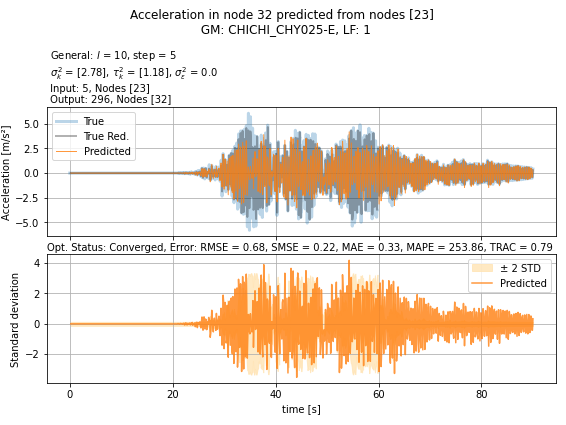 Acceleration in node 32 predicted from nodes [23]
GM: CHICHI_CHY025-E, LF: 1
General: l = 10, step = 5
σ²ₖ = [2.78], τ²ₖ = [1.18], σ²ε = 0.0
Input: 5, Nodes [23]
Output: 296, Nodes [32]
Acceleration [m/s²]
5.0
2.5
0.0
−2.5
−5.0
True
True Red.
Predicted
Opt. Status: Converged, Error: RMSE = 0.68, SMSE = 0.22, MAE = 0.33, MAPE = 253.86, TRAC = 0.79
Standard deviation
4
2
0
−2
± 2 STD
Predicted
0 20 40 60 80
time [s]